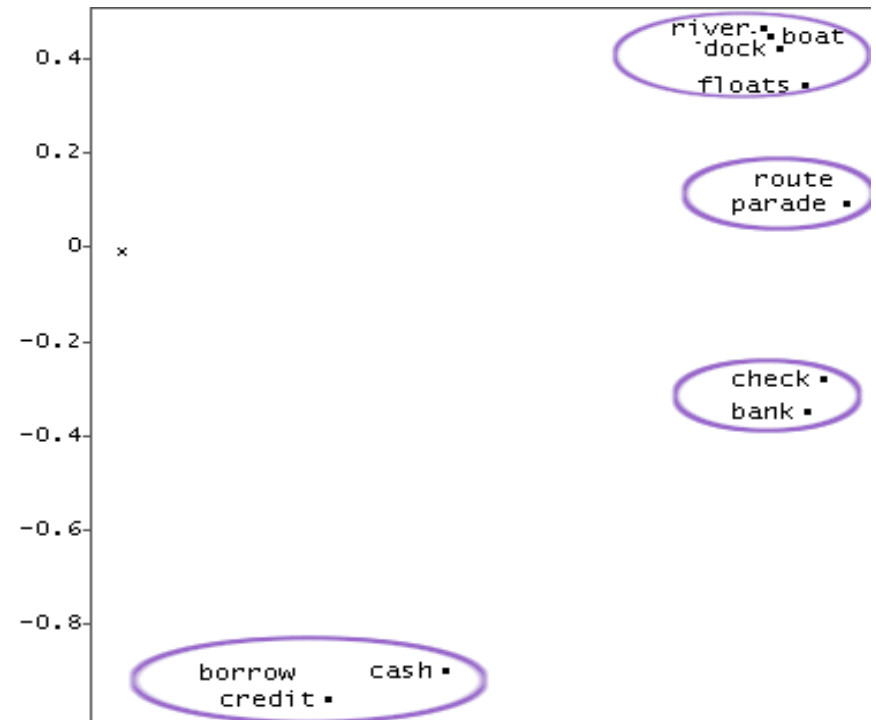 river
boat
0.4
dock
floats
0.2
route
parade
0
-0.2
check
bank
-0.4
-0.6
-0.8
borrow
cash
credit